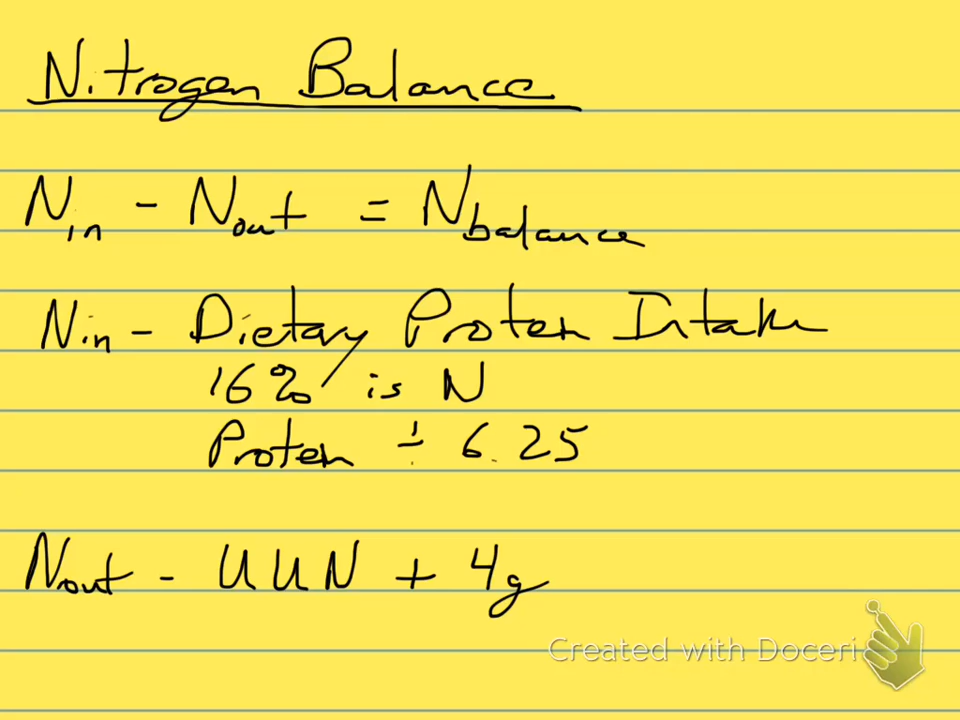 Nitrogen Balance
Nin - Nout = Nbalance
Nin - Dietary Protein Intake
16% is N
Protein ÷ 6.25
Nout - UUN + 4g
Created with Doceri